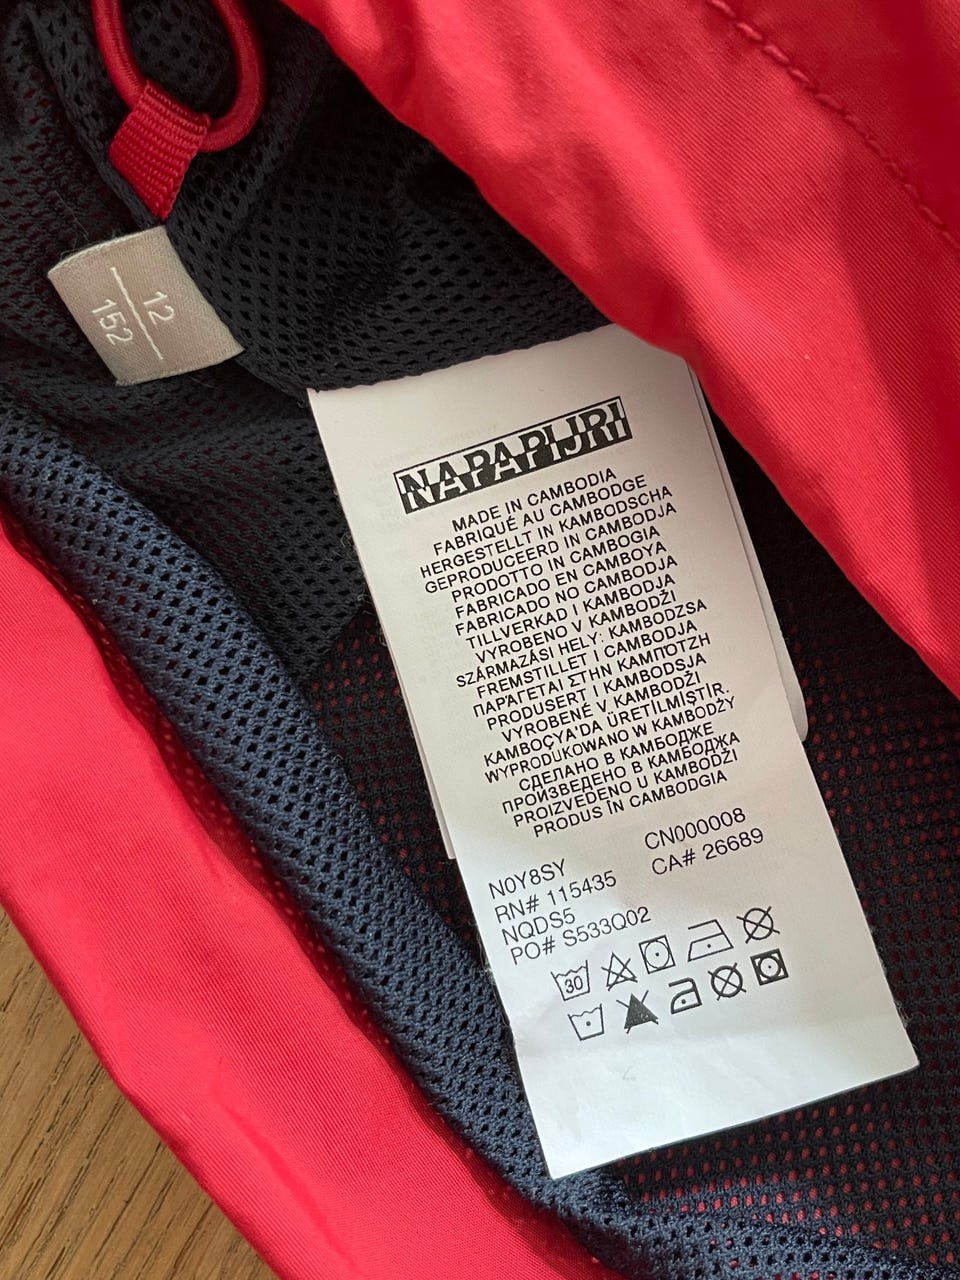 12
152
NAPAPIJRI
MADE IN CAMBODIA
FABRIQUÉ AU CAMBODGE
HERGESTELLT IN KAMBODSCHA
GEPRODUCEERD IN CAMBODJA
PRODOTTO IN CAMBOGIA
FABRICADO EN CAMBOYA
FABRICADO NO CAMBODJA
TILLVERKAD I KAMBODJA
VYROBENO V KAMBODŽI
SZÁRMAZÁSI HELY: KAMBODZSA
FREMSTILLET I CAMBODJA
ΠΑΡΑΓΕΤΑΙ ΣΤΗΝ ΚΑΜΠΟΤΖΗ
PRODUSERT I KAMBODSJA
VYROBENÉ V KAMBODŽI
KAMBOÇYA'DA ÜRETİLMİŞTİR.
WYPRODUKOWANO W KAMBODŻY
СДЕЛАНО В КАМБОДЖЕ
ПРОИЗВЕДЕНО В КАМБОДЖА
PROIZVEDENO U KAMBODŽI
PRODUS ÎN CAMBODGIA
N0Y8SY CN000008
RN# 115435 CA# 26689
NQDS5
PO# S533Q02
30